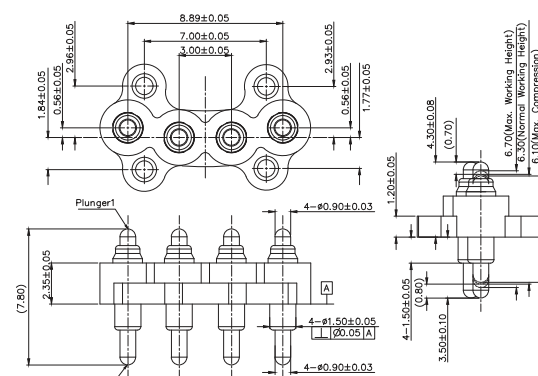 8.89±0.05
7.00±0.05
3.00±0.05
2.96±0.05
1.84±0.05
0.56±0.05
2.93±0.05
0.56±0.05
1.77±0.05
6.70(Max. Working Height)
6.30(Normal Working Height)
6.10(Max. Compression)
4.30±0.08
(0.70)
1.20±0.05
Plunger1
4-ø0.90±0.03
(7.80)
2.35±0.05
A
4-ø1.50±0.05
⊥ Ø0.05 A
4-ø0.90±0.03
4-1.50±0.05
(0.80)
3.50±0.10